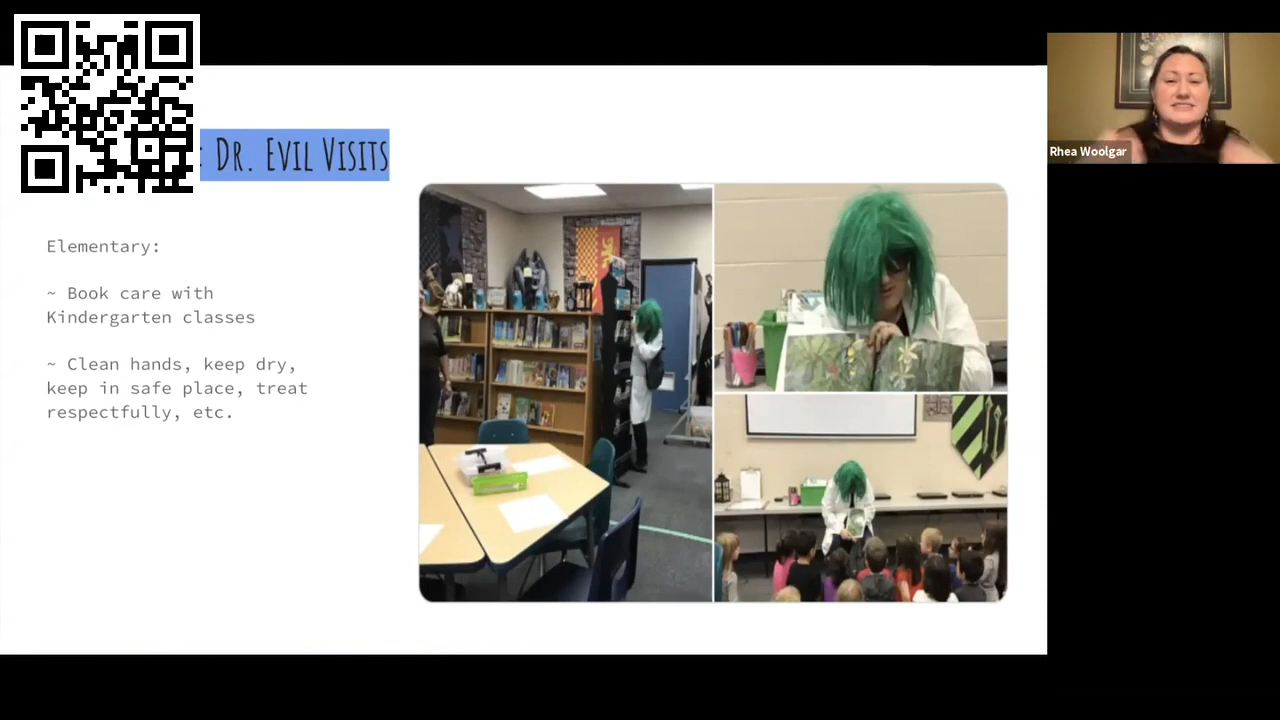 : Dr. Evil Visits
Elementary:
~ Book care with
Kindergarten classes
~ Clean hands, keep dry,
keep in safe place, treat
respectfully, etc.
Rhea Woolgar